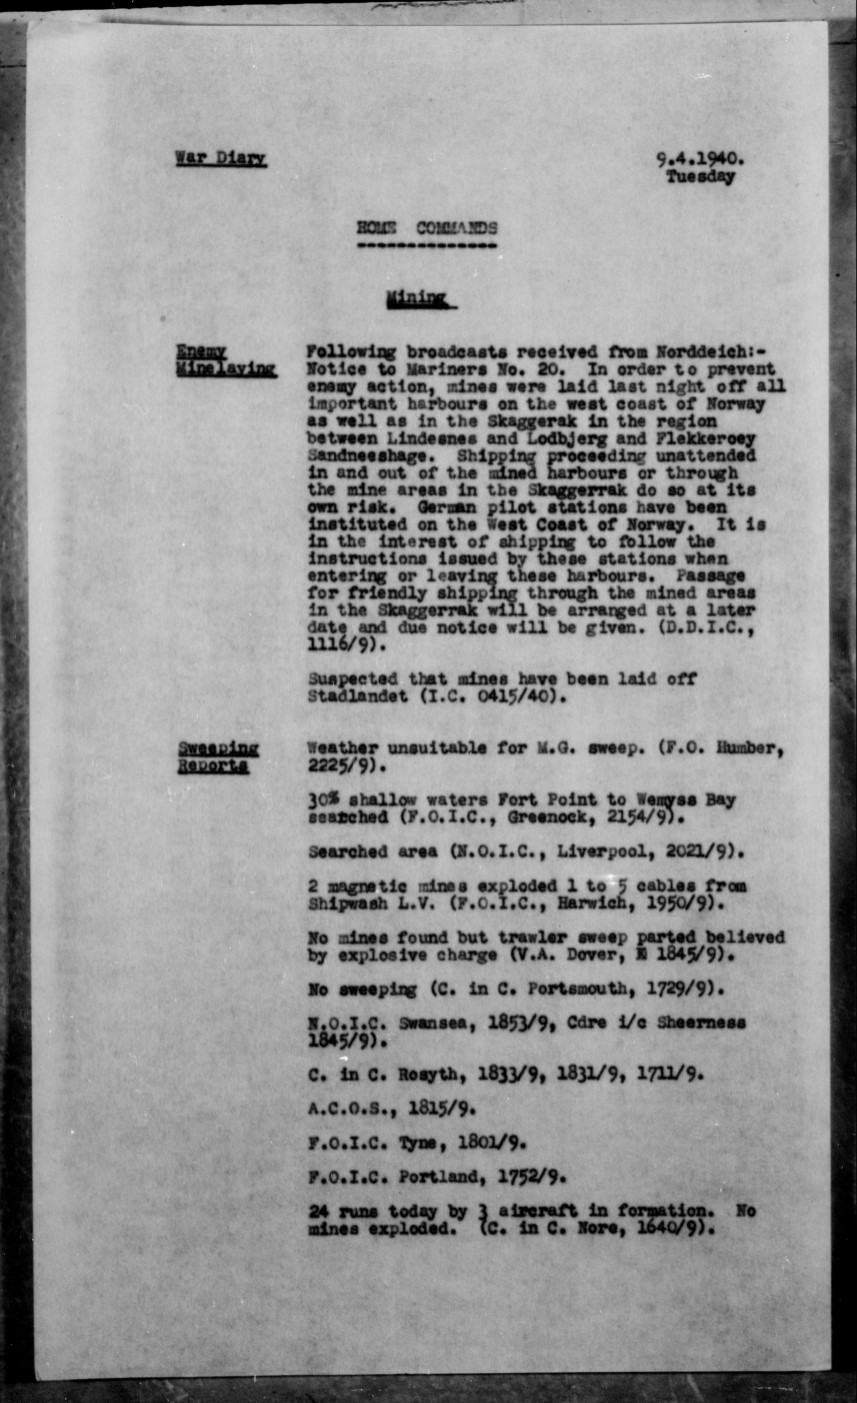 War Diary 9.4.1940.
Tuesday
HOME COMMANDS
Mining
Enemy Following broadcasts received from Norddeich:-
Minelaying Notice to Mariners No. 20. In order to prevent
enemy action, mines were laid last night off all
important harbours on the west coast of Norway
as well as in the Skaggerak in the region
between Lindesnes and Lodbjerg and Flekkeroey
Sandneeshage. Shipping proceeding unattended
in and out of the mined harbours or through
the mine areas in the Skaggerrak do so at its
own risk. German pilot stations have been
instituted on the West Coast of Norway. It is
in the interest of shipping to follow the
instructions issued by these stations when
entering or leaving these harbours. Passage
for friendly shipping through the mined areas
in the Skaggerrak will be arranged at a later
date and due notice will be given. (D.D.I.C.,
1116/9).
Suspected that mines have been laid off
Stadlandet (I.C. 0415/40).
Sweeping Weather unsuitable for M.G. sweep. (F.O. Humber,
Reports 2225/9).
30% shallow waters Fort Point to Wemyss Bay
searched (F.O.I.C., Greenock, 2154/9).
Searched area (N.O.I.C., Liverpool, 2021/9).
2 magnetic mines exploded 1 to 5 cables from
Shipwash L.V. (F.O.I.C., Harwich, 1950/9).
No mines found but trawler sweep parted believed
by explosive charge (V.A. Dover, 1845/9).
No sweeping (C. in C. Portsmouth, 1729/9).
N.O.I.C. Swansea, 1853/9, Cdre i/c Sheerness
1845/9).
C. in C. Rosyth, 1833/9, 1831/9, 1711/9.
A.C.O.S., 1815/9.
F.O.I.C. Tyne, 1801/9.
F.O.I.C. Portland, 1752/9.
24 runs today by 3 aircraft in formation. No
mines exploded. (C. in C. Nore, 1640/9).